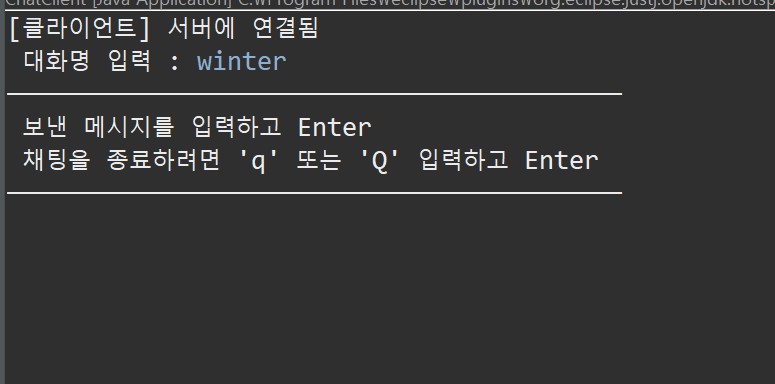 ChatClient [Java Application] C:\Program Files\eclipse\plugins\org.eclipse.justj.openjdk.hotsp
[클라이언트] 서버에 연결됨
대화명 입력 : winter
보낸 메시지를 입력하고 Enter
채팅을 종료하려면 'q' 또는 'Q' 입력하고 Enter